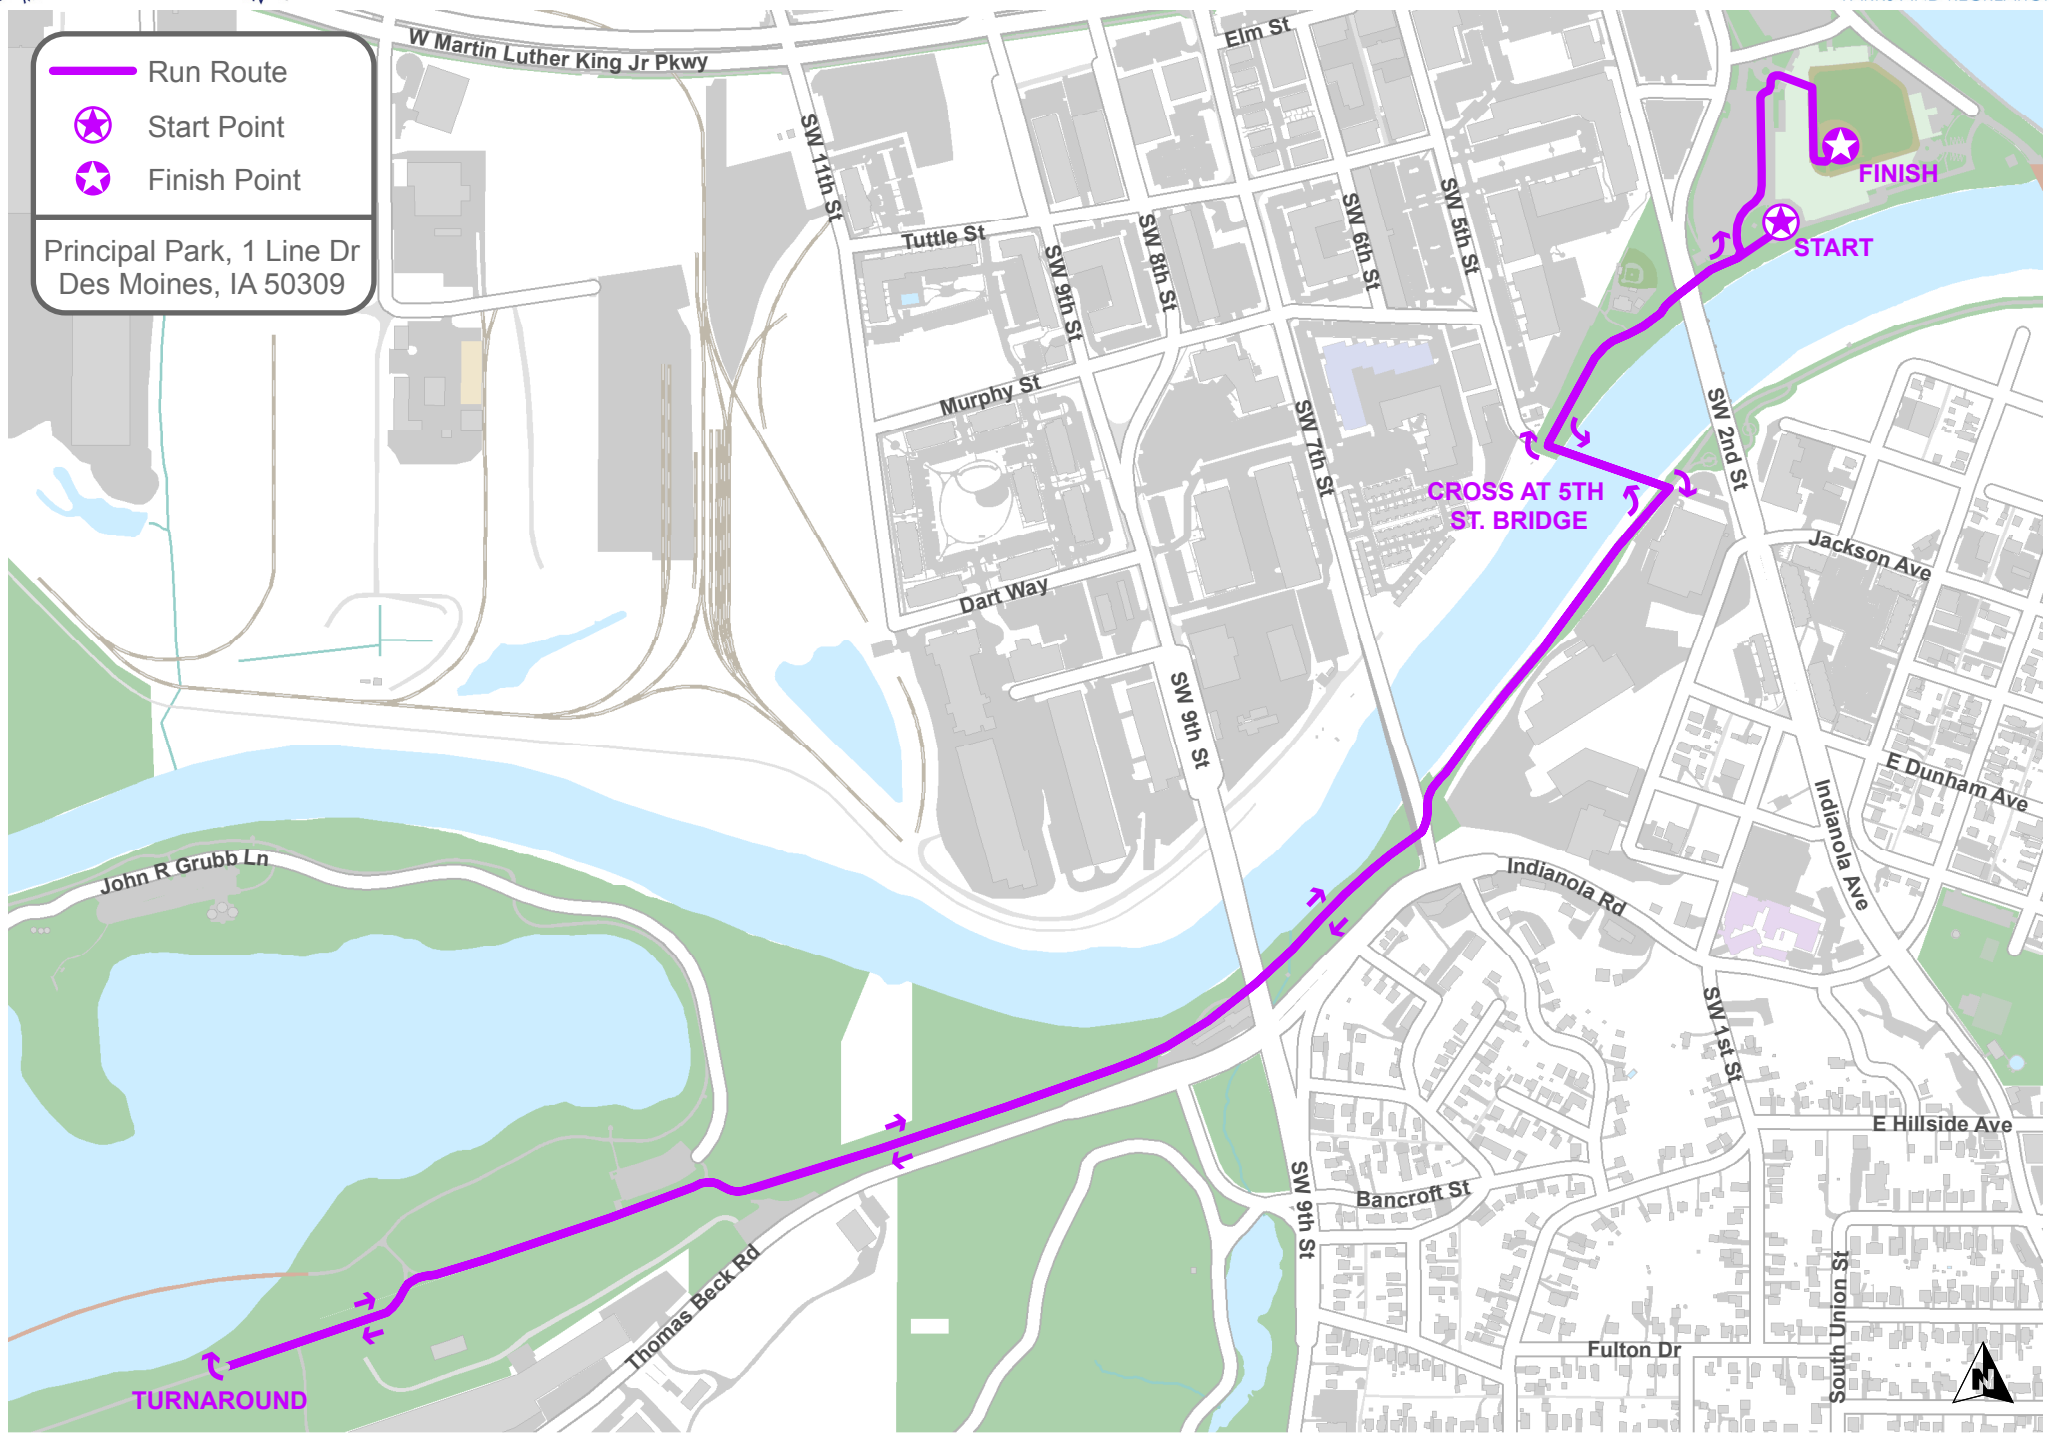 Run Route
Start Point
Finish Point
Principal Park, 1 Line Dr
Des Moines, IA 50309
W Martin Luther King Jr Pkwy
Elm St
SW 11th St
Tuttle St
SW 9th St
SW 8th St
SW 6th St
SW 5th St
FINISH
START
Murphy St
SW 7th St
SW 2nd St
CROSS AT 5TH
ST. BRIDGE
Jackson Ave
Dart Way
SW 9th St
E Dunham Ave
Indianola Ave
John R Grubb Ln
Indianola Rd
SW 1st St
E Hillside Ave
Bancroft St
SW 9th St
Thomas Beck Rd
South Union St
Fulton Dr
TURNAROUND
N